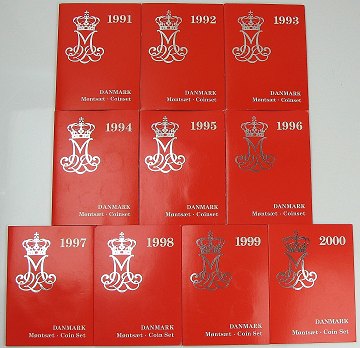 1991
DANMARK
Møntsæt · Coinset
1992
DANMARK
Møntsæt · Coinset
1993
DANMARK
Møntsæt · Coinset
1994
DANMARK
Møntsæt · Coinset
1995
DANMARK
Møntsæt · Coinset
1996
DANMARK
Møntsæt · Coinset
1997
DANMARK
Møntsæt · Coin Set
1998
DANMARK
Møntsæt · Coin Set
1999
DANMARK
Møntsæt · Coin Set
2000
DANMARK
Møntsæt · Coin Set